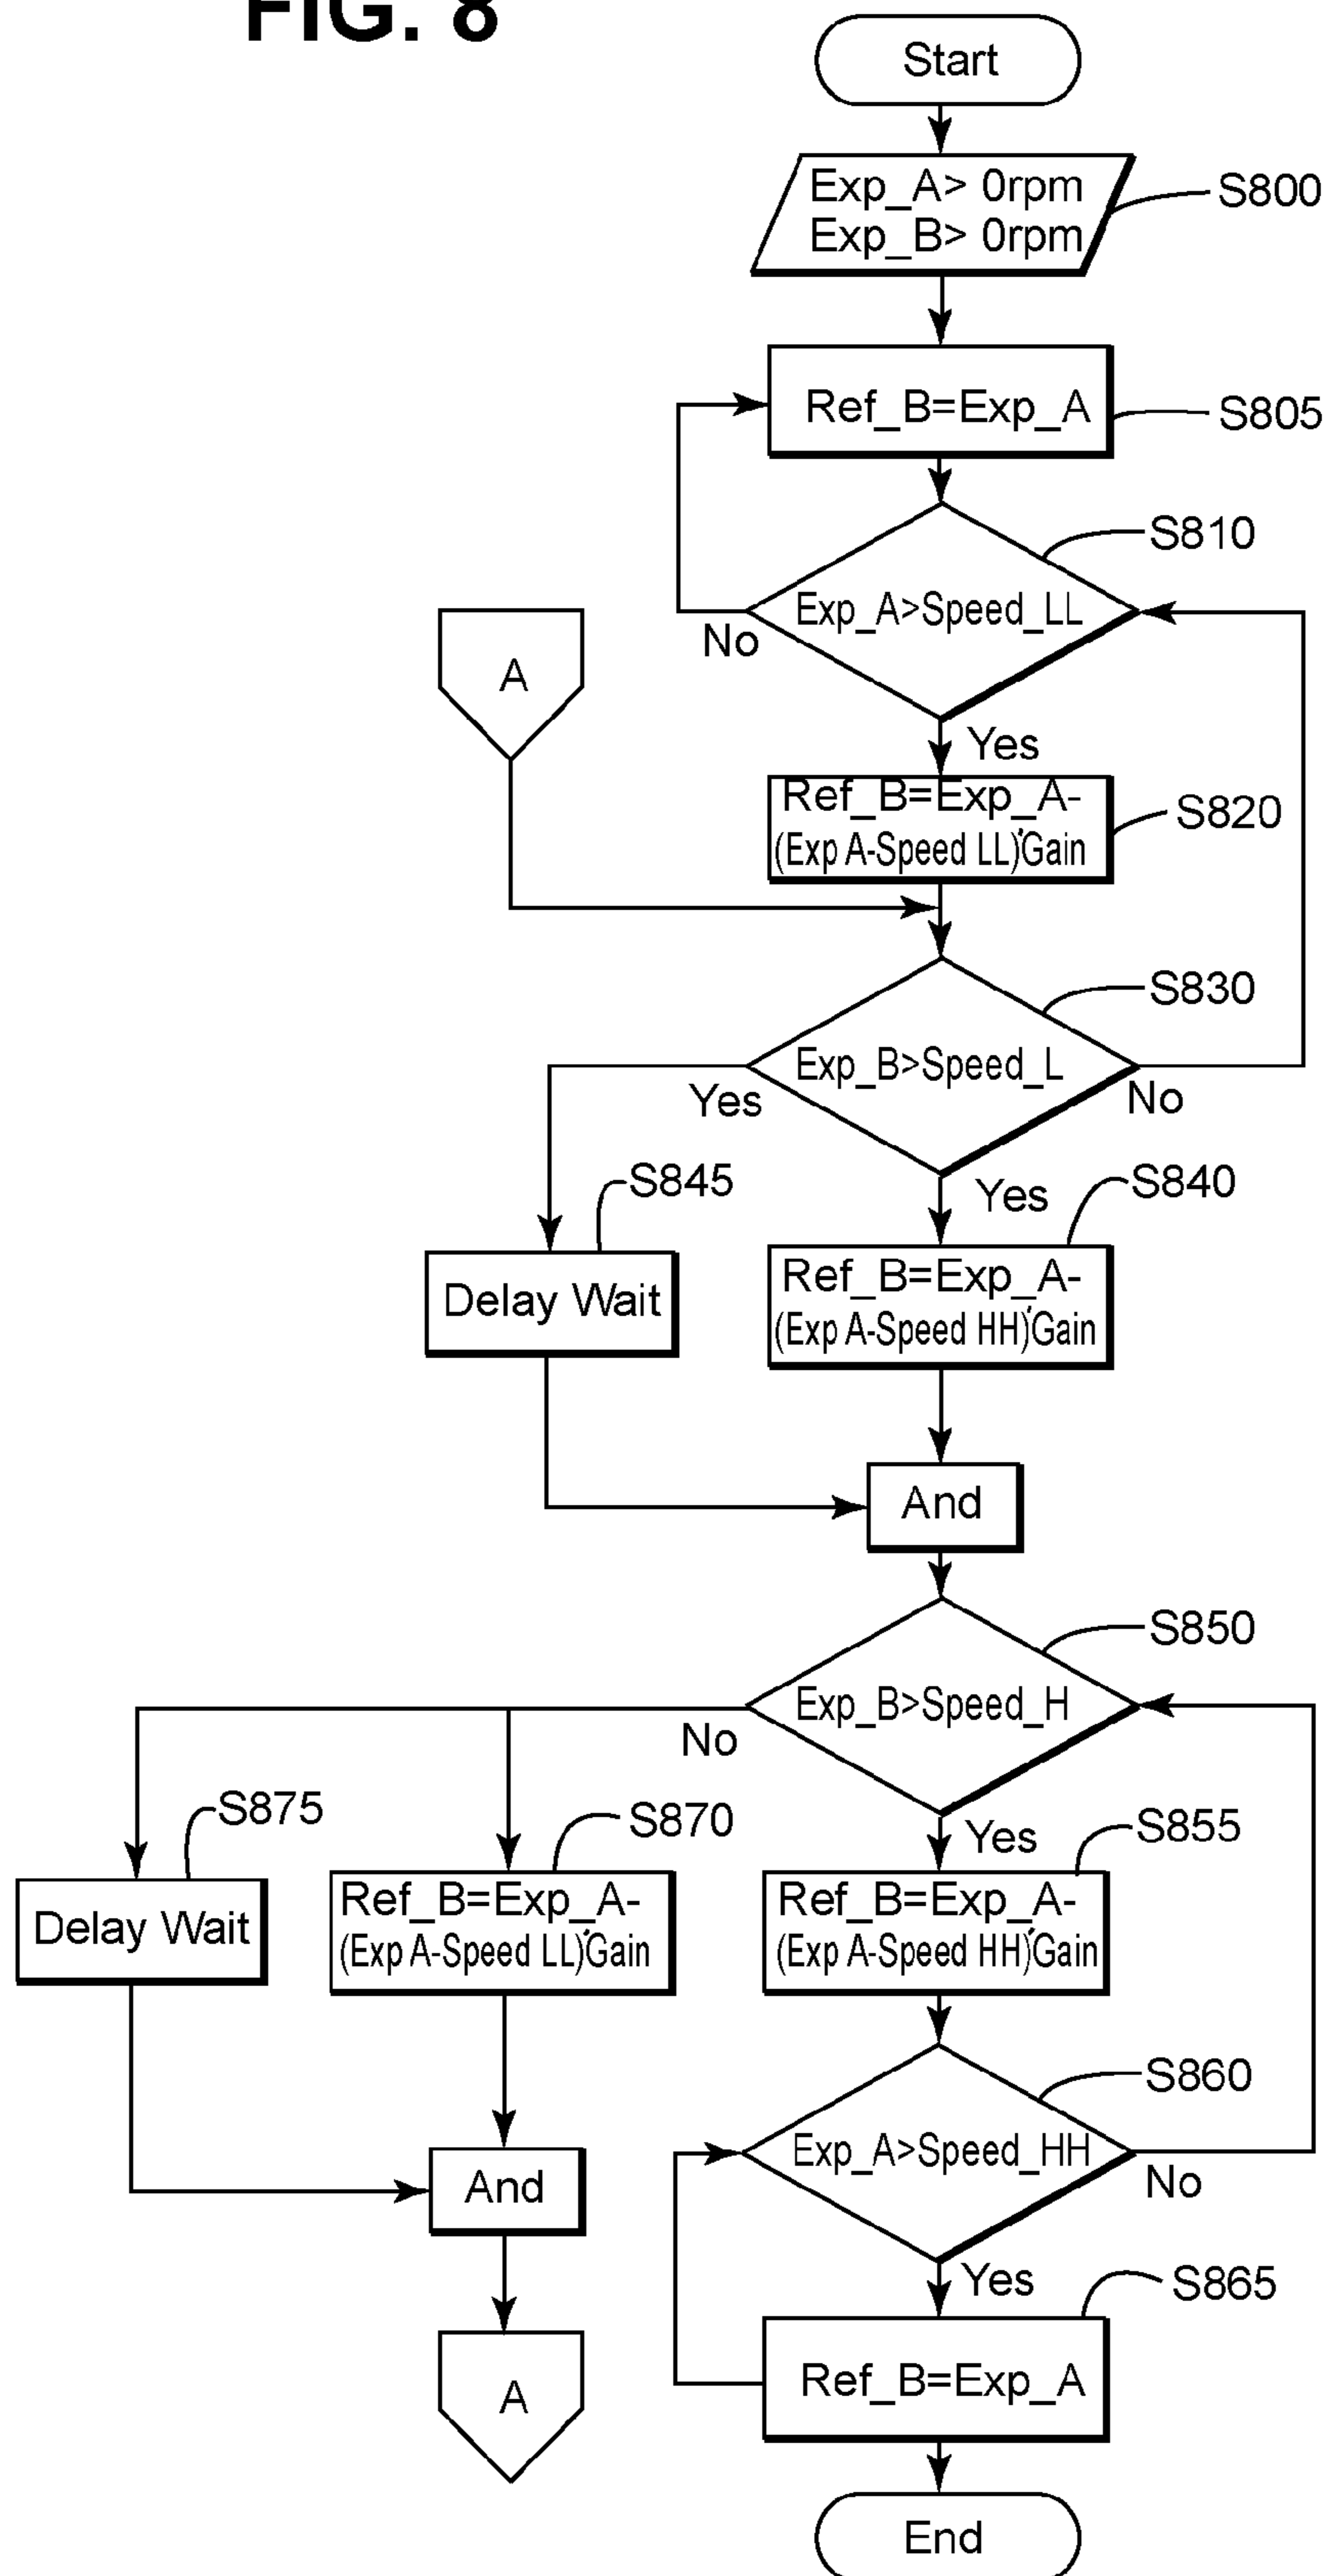 FIG. 8
Start
Exp_A> 0rpm
Exp_B> 0rpm
S800
Ref_B=Exp_A
S805
S810
Exp_A>Speed_LL
No
A
Yes
Ref_B=Exp_A-
(Exp A-Speed LL)*Gain
S820
S830
Exp_B>Speed_L
Yes
No
S845
Yes
S840
Delay Wait
Ref_B=Exp_A-
(Exp A-Speed HH)*Gain
And
S850
Exp_B>Speed_H
No
S875
S870
Yes
S855
Delay Wait
Ref_B=Exp_A-
(Exp A-Speed LL)*Gain
Ref_B=Exp_A-
(Exp A-Speed HH)*Gain
S860
Exp_A>Speed_HH
No
And
Yes
S865
A
Ref_B=Exp_A
End